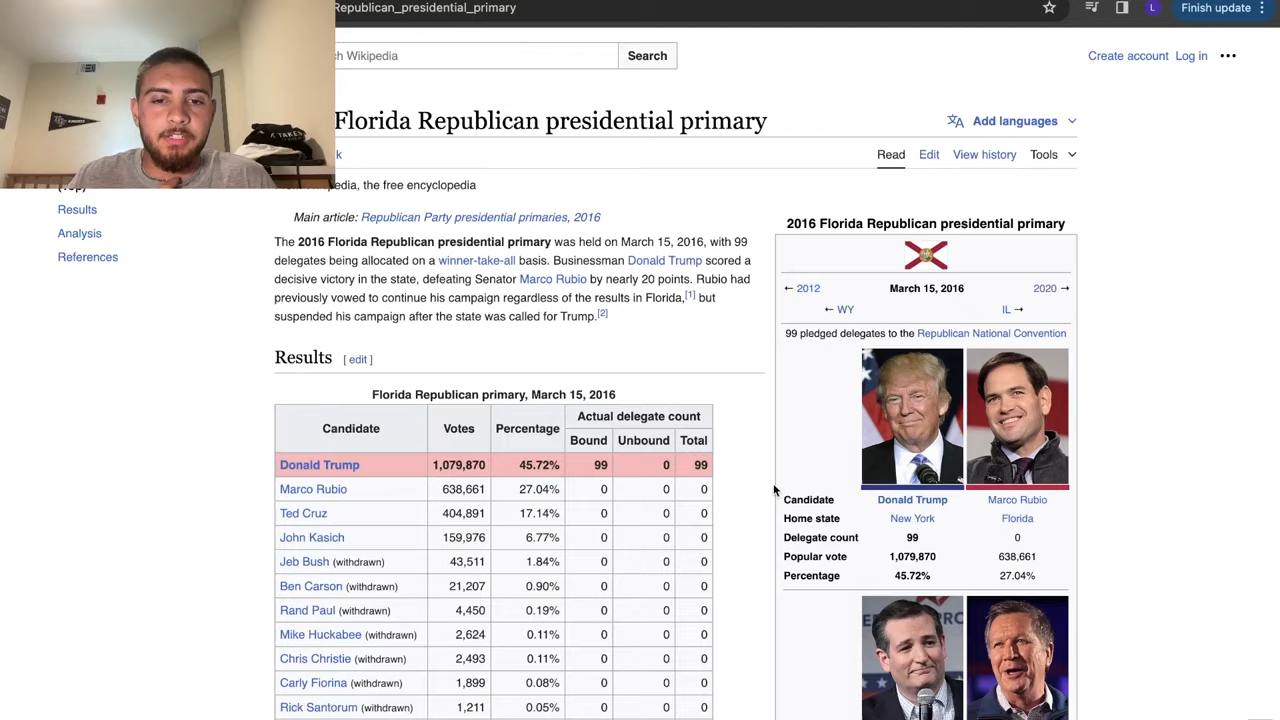 Republican_presidential_primary
L
Finish update
ch Wikipedia
Search
Create account Log in
Florida Republican presidential primary
Add languages
k
Read Edit View history Tools
pedia, the free encyclopedia
(Top)
Results
Analysis
References
Main article: Republican Party presidential primaries, 2016
The 2016 Florida Republican presidential primary was held on March 15, 2016, with 99
delegates being allocated on a winner-take-all basis. Businessman Donald Trump scored a
decisive victory in the state, defeating Senator Marco Rubio by nearly 20 points. Rubio had
previously vowed to continue his campaign regardless of the results in Florida,[1] but
suspended his campaign after the state was called for Trump.[2]
Results [ edit ]
Florida Republican primary, March 15, 2016
Candidate Votes Percentage Actual delegate count
Bound Unbound Total
Donald Trump 1,079,870 45.72% 99 0 99
Marco Rubio 638,661 27.04% 0 0 0
Ted Cruz 404,891 17.14% 0 0 0
John Kasich 159,976 6.77% 0 0 0
Jeb Bush (withdrawn) 43,511 1.84% 0 0 0
Ben Carson (withdrawn) 21,207 0.90% 0 0 0
Rand Paul (withdrawn) 4,450 0.19% 0 0 0
Mike Huckabee (withdrawn) 2,624 0.11% 0 0 0
Chris Christie (withdrawn) 2,493 0.11% 0 0 0
Carly Fiorina (withdrawn) 1,899 0.08% 0 0 0
Rick Santorum (withdrawn) 1,211 0.05% 0 0 0
2016 Florida Republican presidential primary
← 2012 March 15, 2016 2020 →
← WY IL →
99 pledged delegates to the Republican National Convention
Candidate Donald Trump Marco Rubio
Home state New York Florida
Delegate count 99 0
Popular vote 1,079,870 638,661
Percentage 45.72% 27.04%